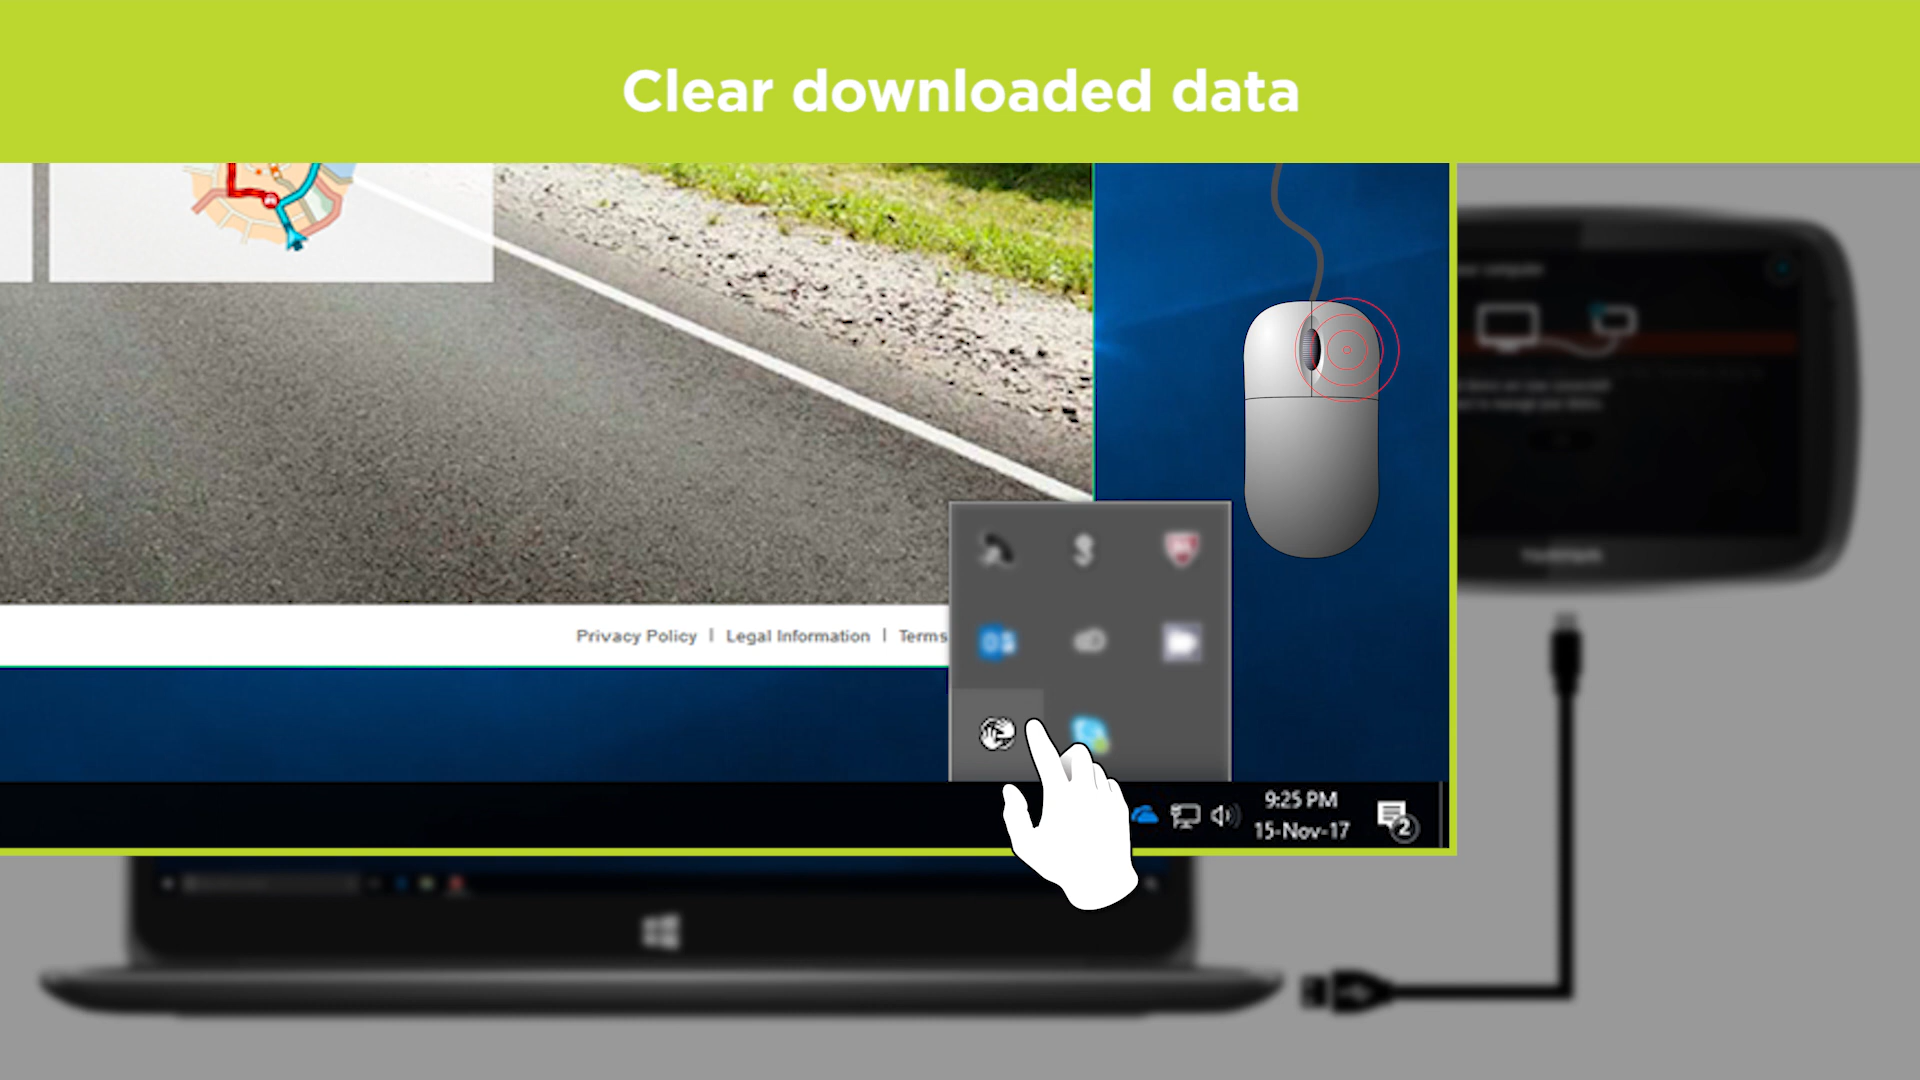 Clear downloaded data
Privacy Policy | Legal Information | Terms
9:25 PM
15-Nov-17
2